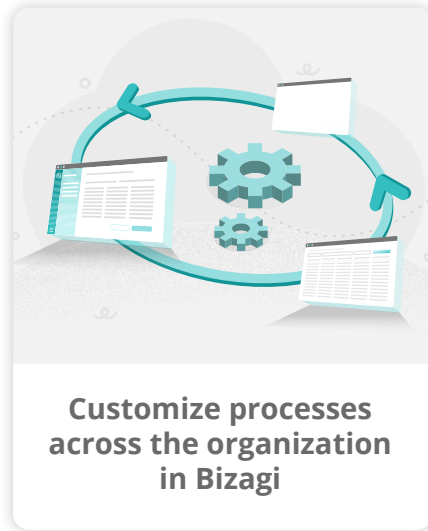 Customize processes
across the organization
in Bizagi